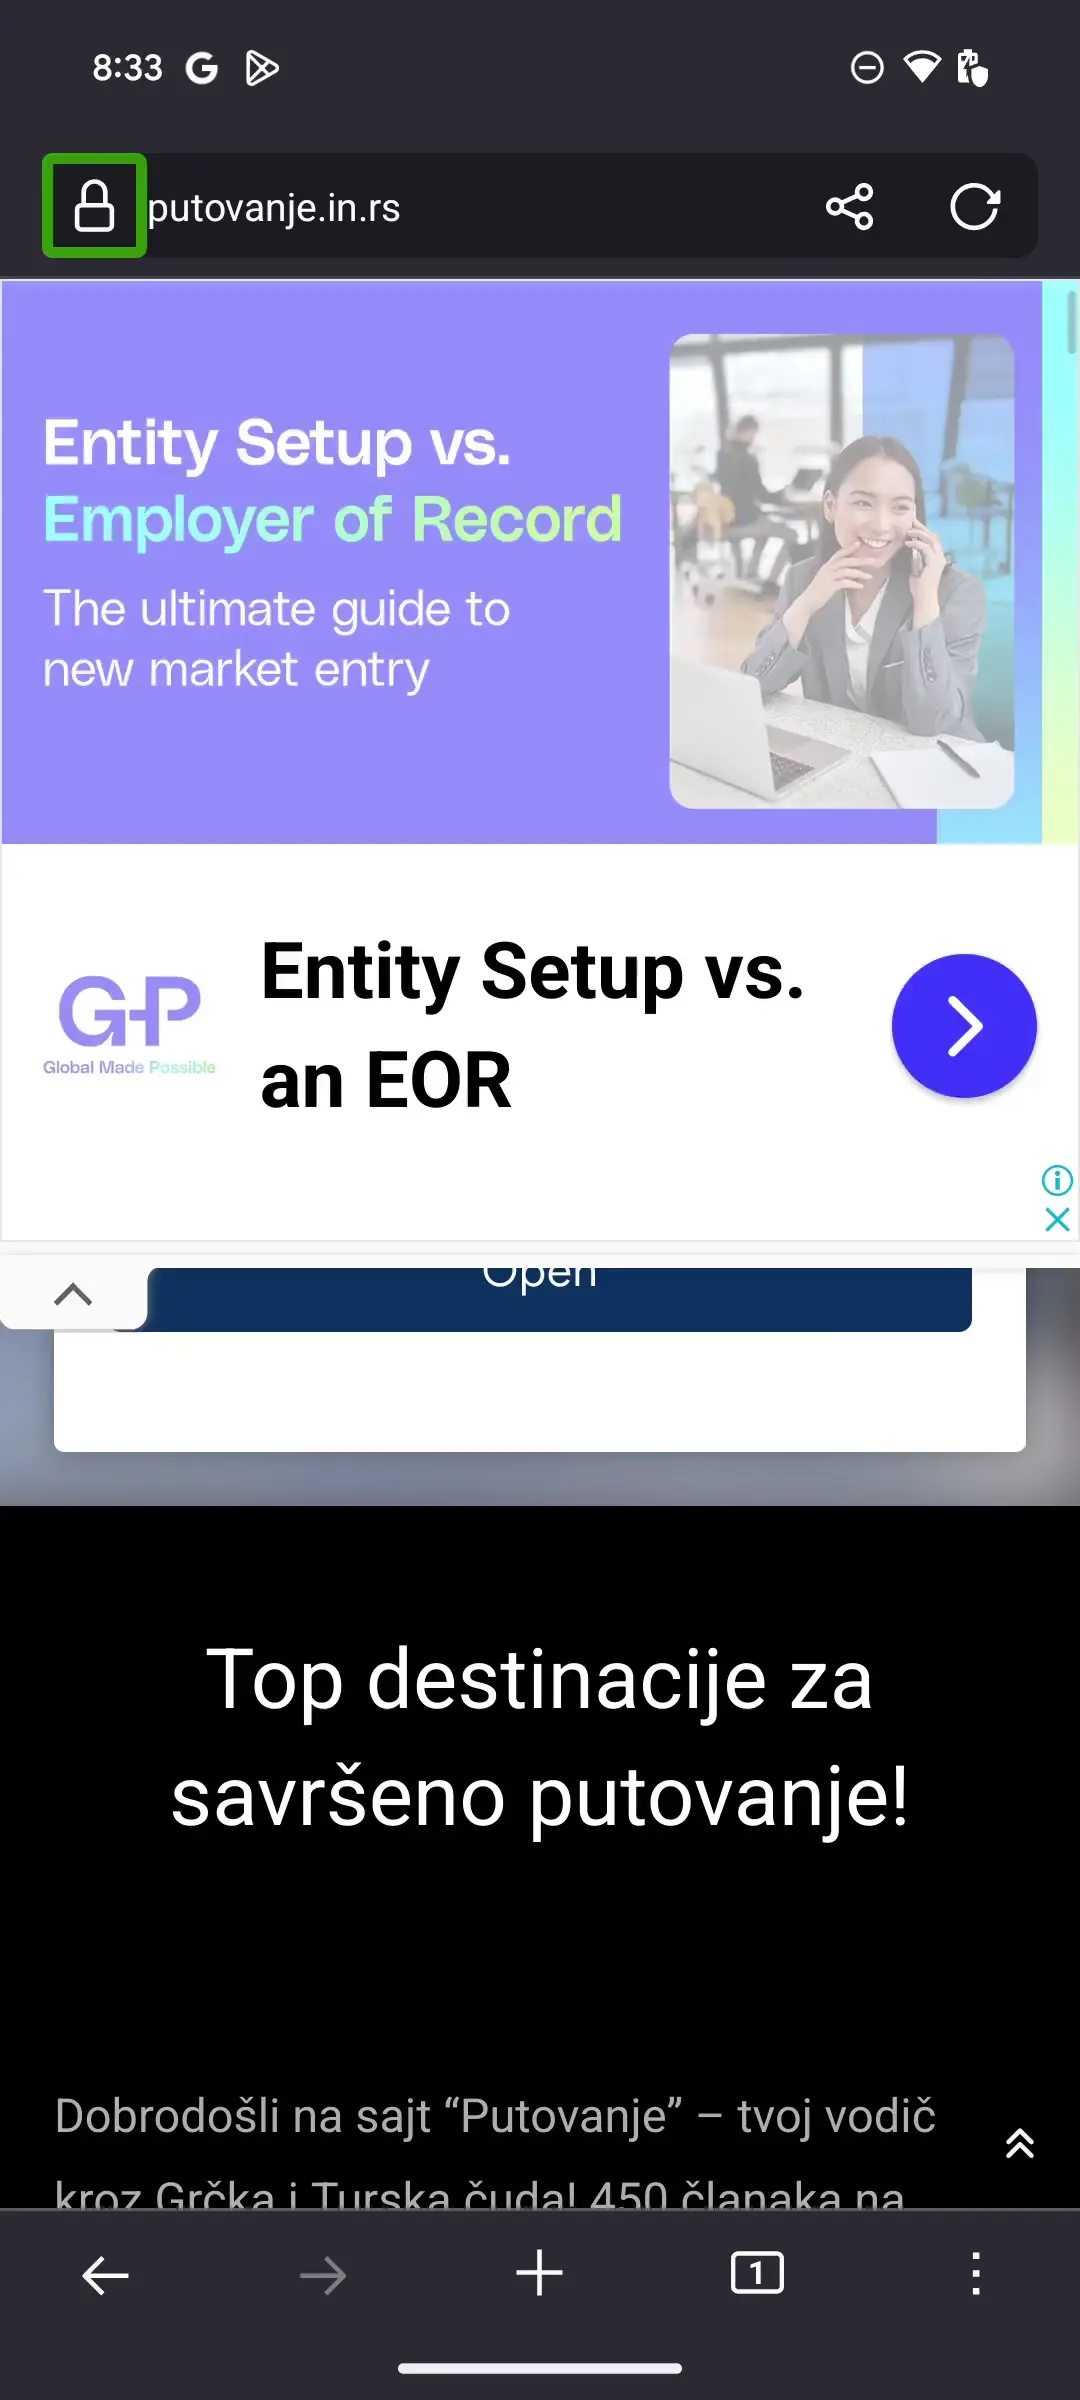 8:33
putovanje.in.rs
Entity Setup vs.
Employer of Record
The ultimate guide to
new market entry
GP
Global Made Possible
Entity Setup vs.
an EOR
Open
Top destinacije za
savršeno putovanje!
Dobrodošli na sajt “Putovanje” – tvoj vodič
kroz Grčka i Turska čuda! 450 članaka na
1